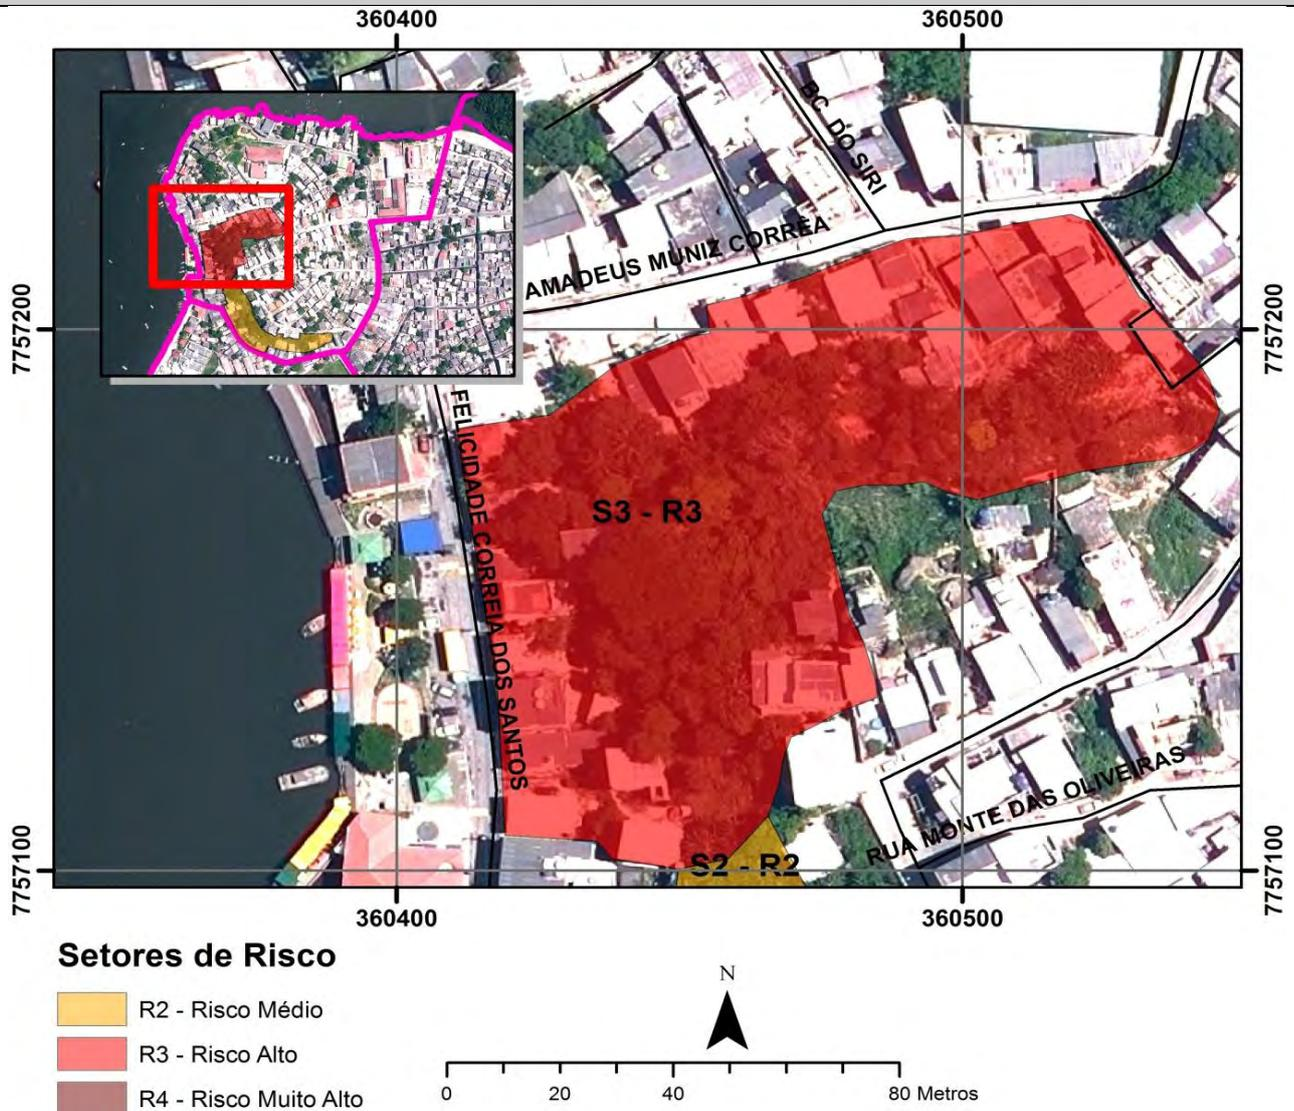 360400 360500
BC DO SIRI
AMADEUS MUNIZ CORRÊA
7757200 7757200
FELICIDADE CORREIA DOS SANTOS
S3 - R3
RUA MONTE DAS OLIVEIRAS
S2 - R2
7757100 7757100
360400 360500
Setores de Risco
N
R2 - Risco Médio
R3 - Risco Alto
R4 - Risco Muito Alto
0 20 40 80 Metros